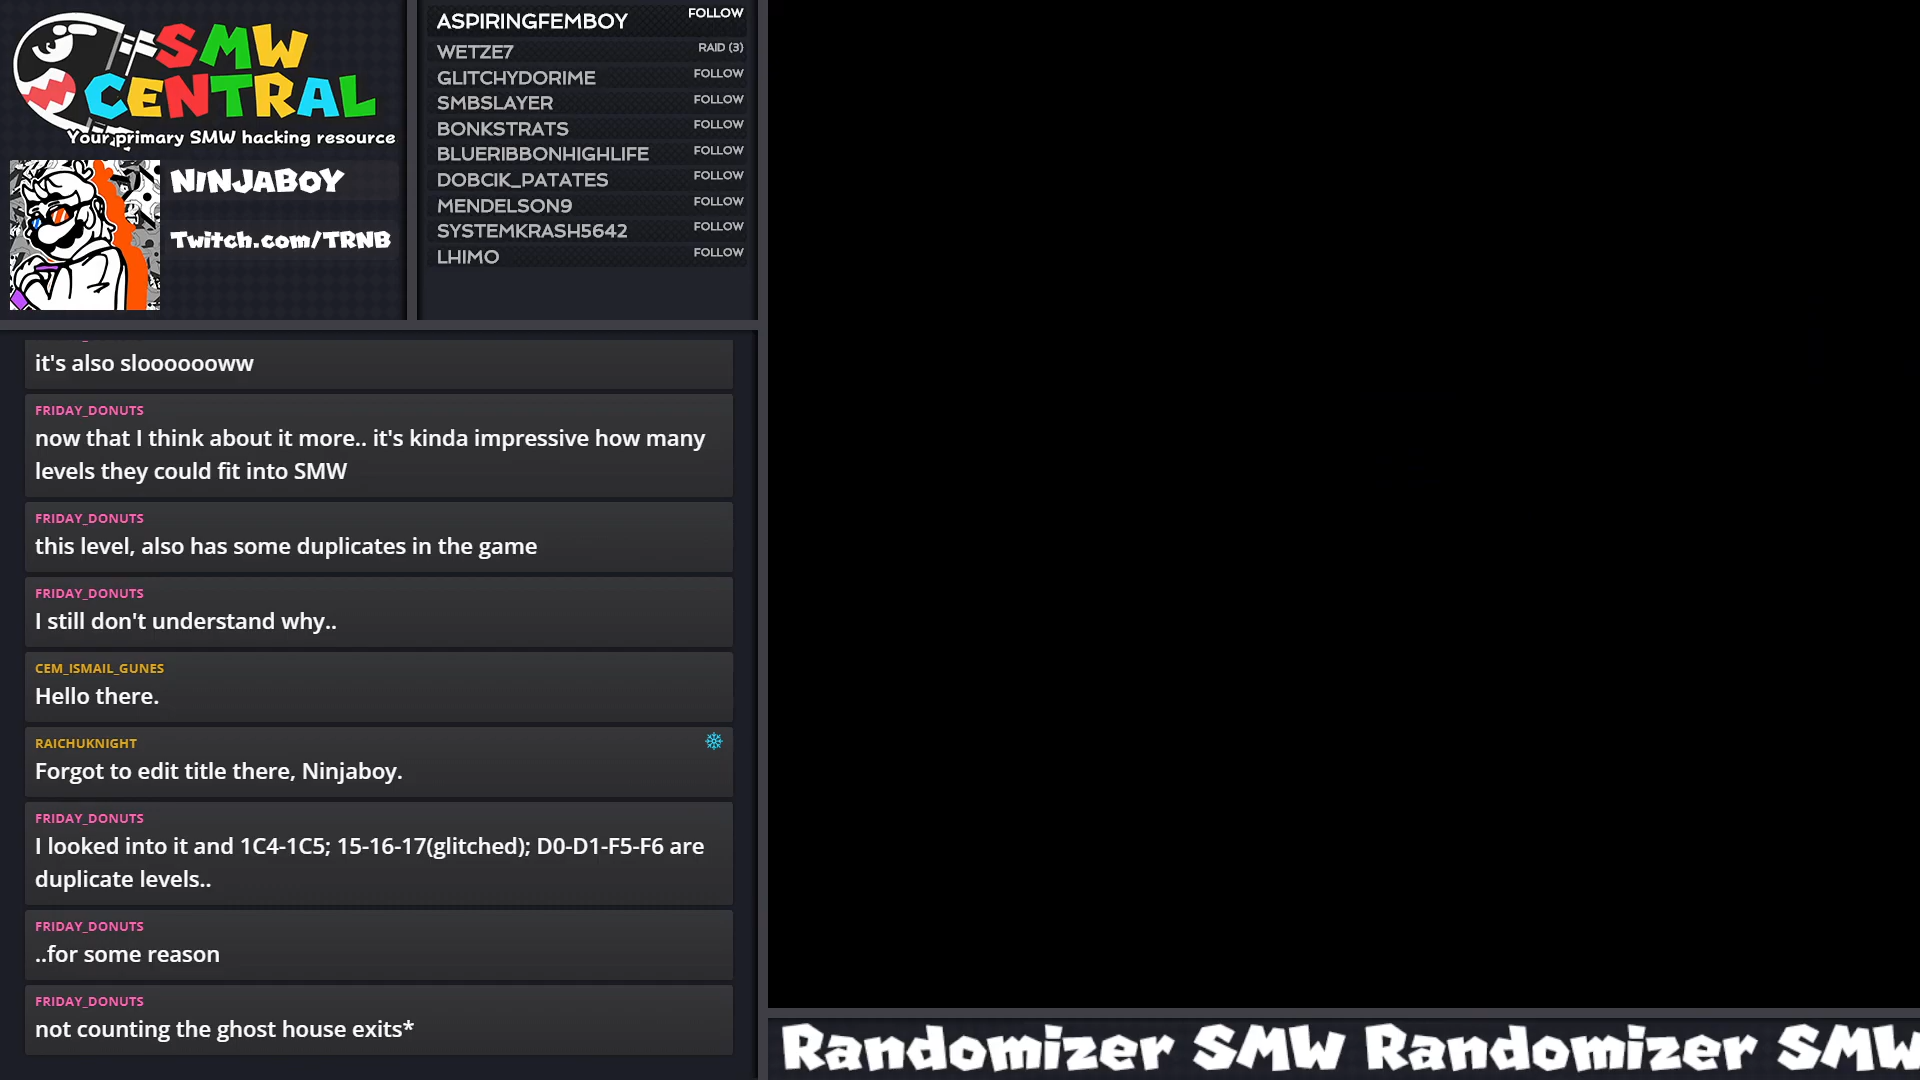 SMW
CENTRAL
Your primary SMW hacking resource
NINJABOY
Twitch.com/TRNB
ASPIRINGFEMBOY FOLLOW
WETZE7 RAID (3)
GLITCHYDORIME FOLLOW
SMBSLAYER FOLLOW
BONKSTRATS FOLLOW
BLUERIBBONHIGHLIFE FOLLOW
DOBCIK_PATATES FOLLOW
MENDELSON9 FOLLOW
SYSTEMKRASH5642 FOLLOW
LHIMO FOLLOW
it's also slooooooww
FRIDAY_DONUTS
now that I think about it more.. it's kinda impressive how many
levels they could fit into SMW
FRIDAY_DONUTS
this level, also has some duplicates in the game
FRIDAY_DONUTS
I still don't understand why..
CEM_ISMAIL_GUNES
Hello there.
RAICHUKNIGHT
Forgot to edit title there, Ninjaboy.
FRIDAY_DONUTS
I looked into it and 1C4-1C5; 15-16-17(glitched); D0-D1-F5-F6 are
duplicate levels..
FRIDAY_DONUTS
..for some reason
FRIDAY_DONUTS
not counting the ghost house exits*
Randomizer SMW Randomizer SMW